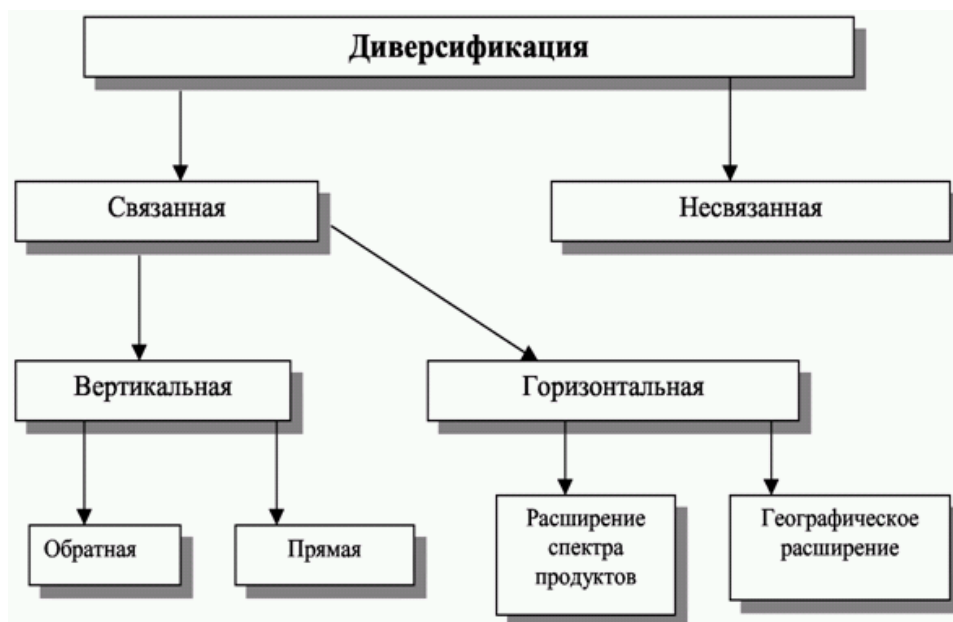 Диверсификация
Связанная
Несвязанная
Вертикальная
Горизонтальная
Обратная
Прямая
Расширение
спектра
продуктов
Географическое
расширение